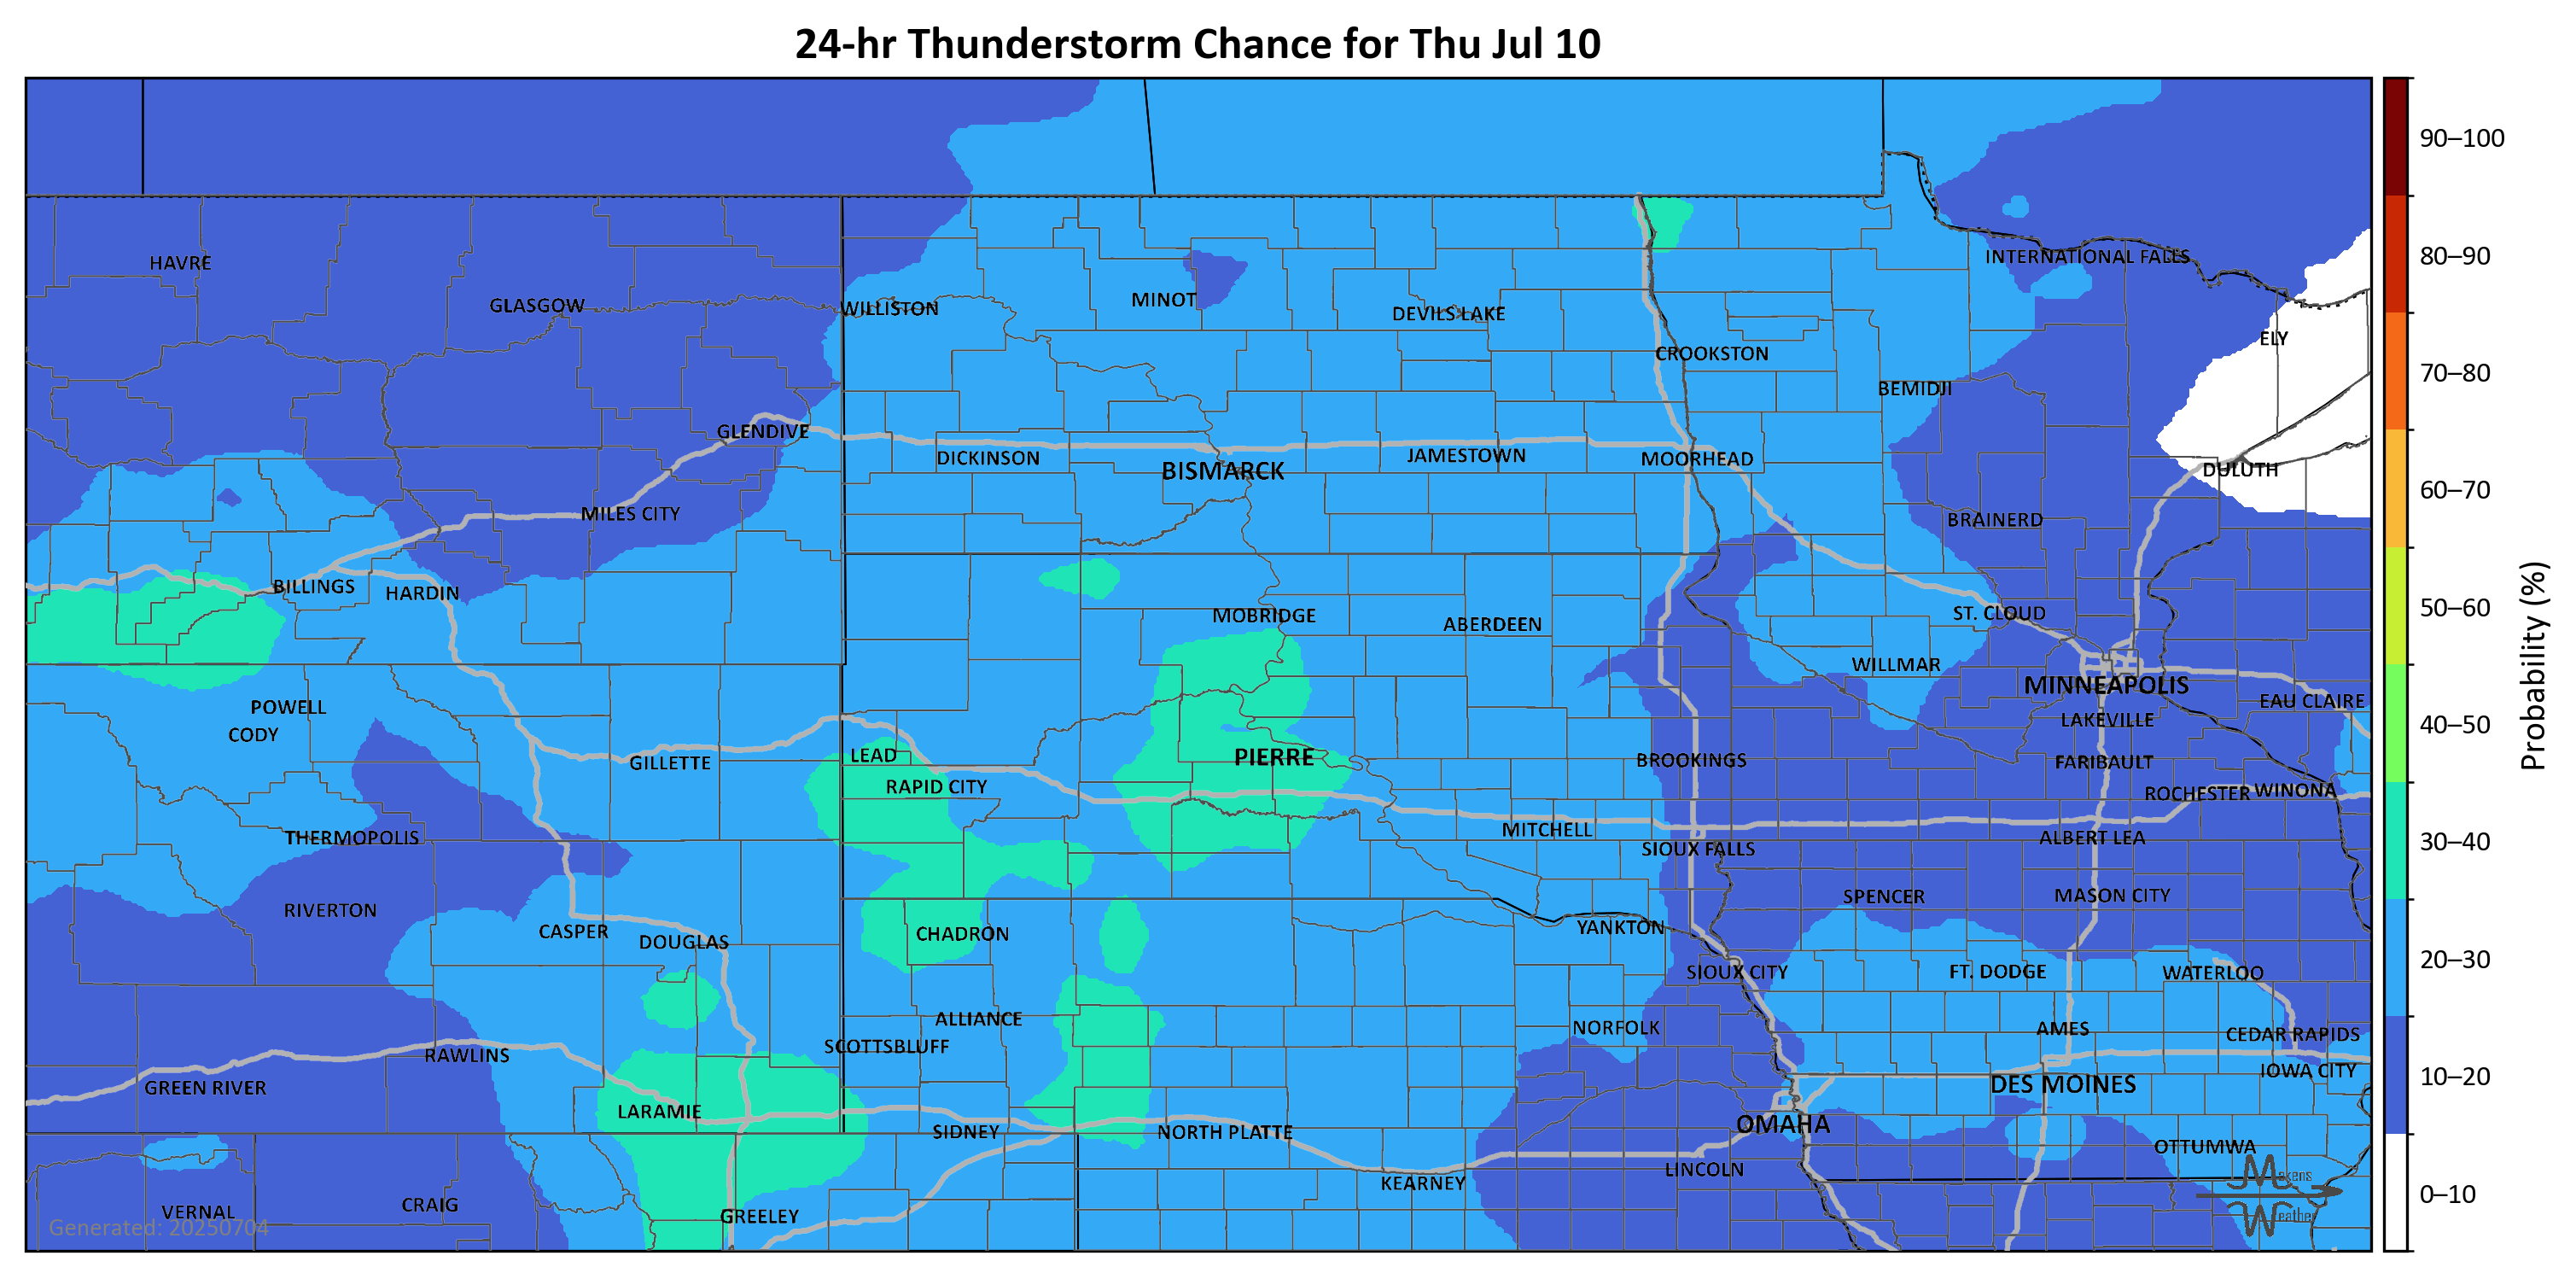 24-hr Thunderstorm Chance for Thu Jul 10
90–100
80–90
70–80
60–70
50–60
40–50
30–40
20–30
10–20
0–10
Probability (%)
HAVRE
GLASGOW
WILLISTON
MINOT
DEVILS LAKE
INTERNATIONAL FALLS
ELY
CROOKSTON
BEMIDJI
GLENDIVE
DICKINSON
BISMARCK
JAMESTOWN
MOORHEAD
DULUTH
MILES CITY
BRAINERD
BILLINGS
HARDIN
MOBRIDGE
ABERDEEN
ST. CLOUD
WILLMAR
MINNEAPOLIS
EAU CLAIRE
POWELL
CODY
LAKEVILLE
GILLETTE
LEAD
PIERRE
BROOKINGS
FARIBAULT
RAPID CITY
ROCHESTER
WINONA
THERMOPOLIS
MITCHELL
ALBERT LEA
SIOUX FALLS
RIVERTON
SPENCER
MASON CITY
CASPER
DOUGLAS
CHADRON
YANKTON
SIOUX CITY
FT. DODGE
WATERLOO
ALLIANCE
NORFOLK
AMES
CEDAR RAPIDS
SCOTTSBLUFF
RAWLINS
IOWA CITY
GREEN RIVER
DES MOINES
LARAMIE
OMAHA
SIDNEY
NORTH PLATTE
OTTUMWA
LINCOLN
KEARNEY
VERNAL
CRAIG
GREELEY
Generated: 20250704
Makens
Weather